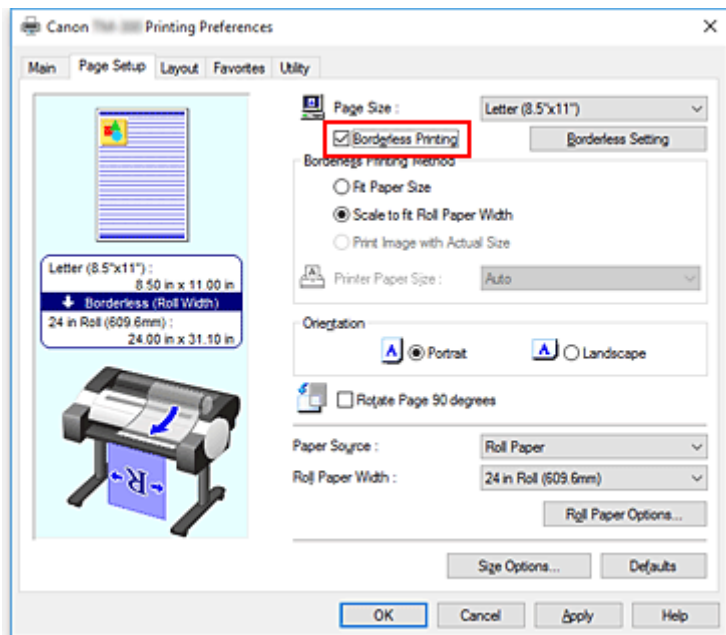 Canon Printing Preferences
Main Page Setup Layout Favorites Utility
Page Size : Letter (8.5"x11")
Borderless Printing Borderless Setting
Borderless Printing Method
Fit Paper Size
Scale to fit Roll Paper Width
Print Image with Actual Size
Printer Paper Size : Auto
Letter (8.5"x11") :
8.50 in x 11.00 in
Borderless (Roll Width)
24 in Roll (609.6mm) :
24.00 in x 31.10 in
Orientation
A Portrait A Landscape
Rotate Page 90 degrees
Paper Source : Roll Paper
Roll Paper Width : 24 in Roll (609.6mm)
Roll Paper Options...
Size Options... Defaults
OK Cancel Apply Help